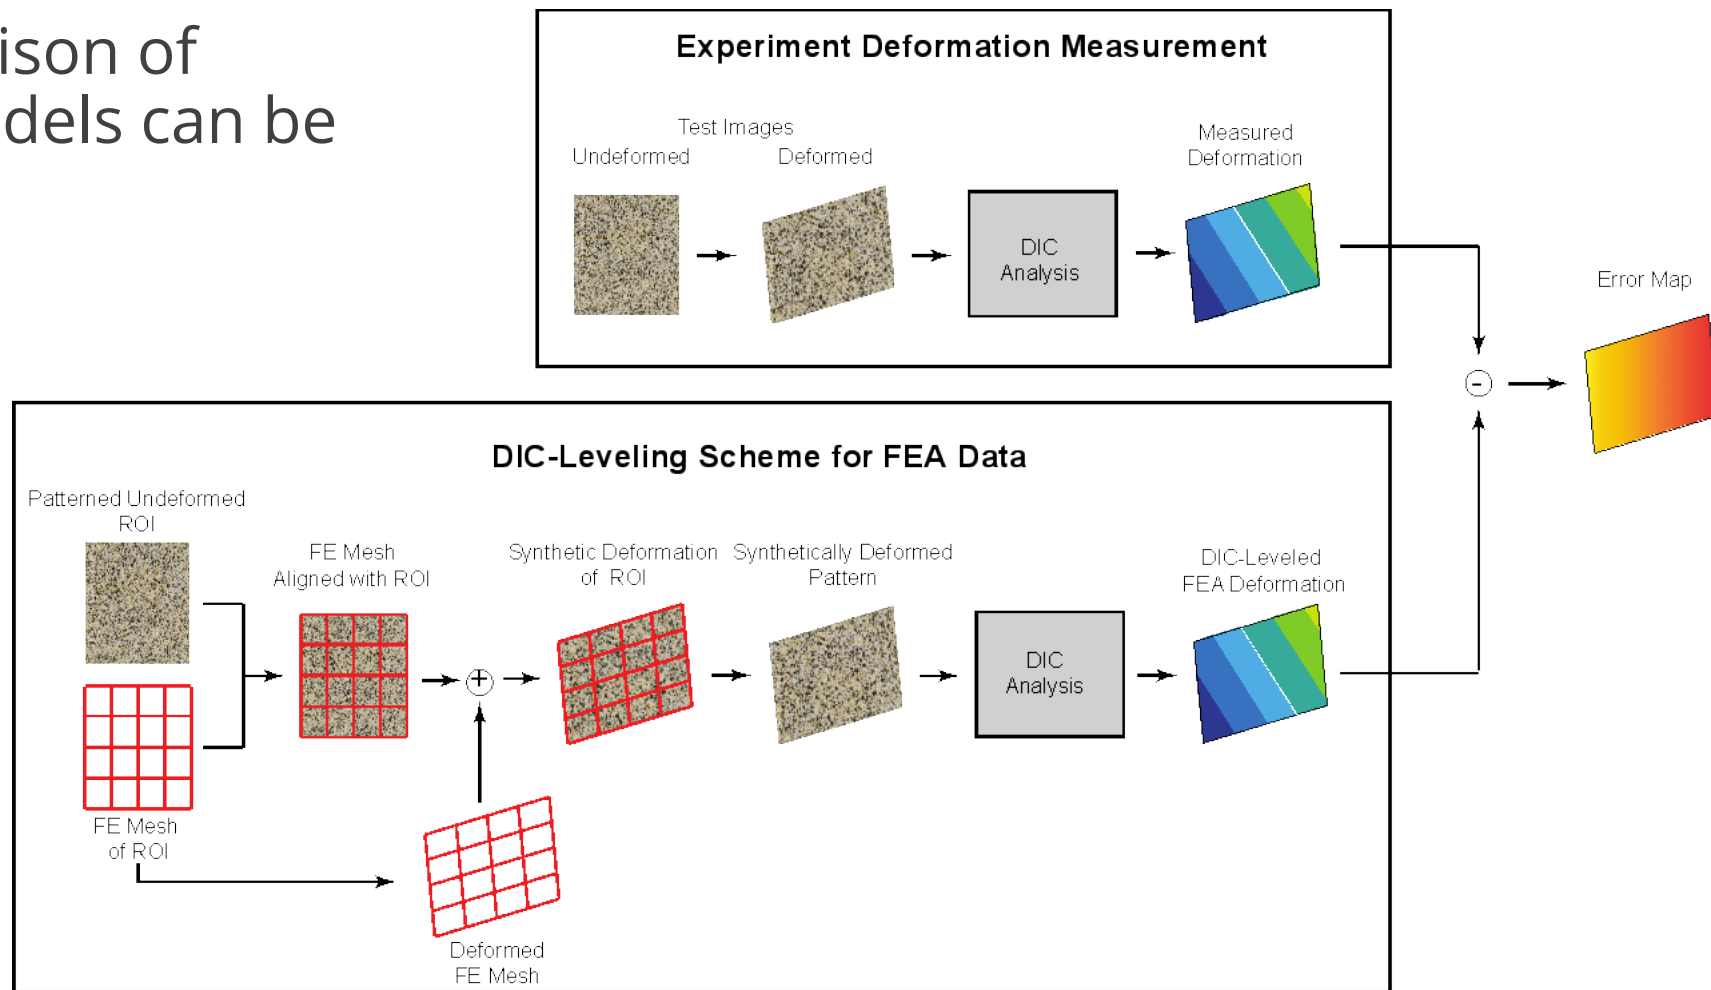 ison of
dels can be
Experiment Deformation Measurement
Test Images
Undeformed
Deformed
DIC
Analysis
Measured
Deformation
Error Map
-
DIC-Leveling Scheme for FEA Data
Patterned Undeformed
ROI
FE Mesh
of ROI
FE Mesh
Aligned with ROI
+
Deformed
FE Mesh
Synthetic Deformation
of ROI
Synthetically Deformed
Pattern
DIC
Analysis
DIC-Leveled
FEA Deformation